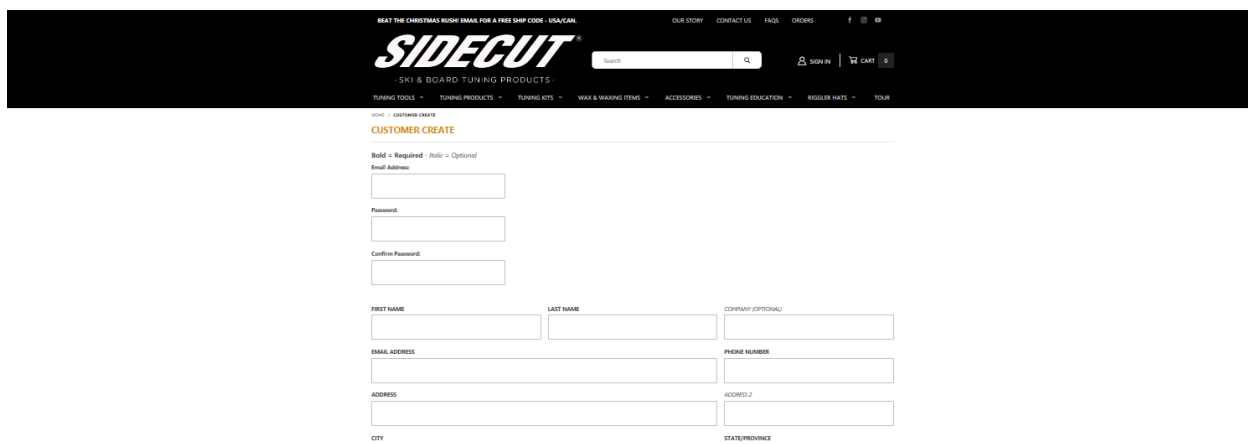 BEAT THE CHRISTMAS RUSH! EMAIL FOR A FREE SHIP CODE - USA/CAN.
OUR STORY CONTACT US FAQS ORDERS
SIDECUT®
Search
SIGN IN
CART 0
· SKI & BOARD TUNING PRODUCTS ·
TUNING TOOLS TUNING PRODUCTS TUNING KITS WAX & WAXING ITEMS ACCESSORIES TUNING EDUCATION RIGGLER HATS TOUR
HOME / CUSTOMER CREATE
CUSTOMER CREATE
Bold = Required - Italic = Optional
Email Address:
Password:
Confirm Password:
FIRST NAME LAST NAME COMPANY (OPTIONAL)
EMAIL ADDRESS PHONE NUMBER
ADDRESS ADDRESS 2
CITY STATE/PROVINCE